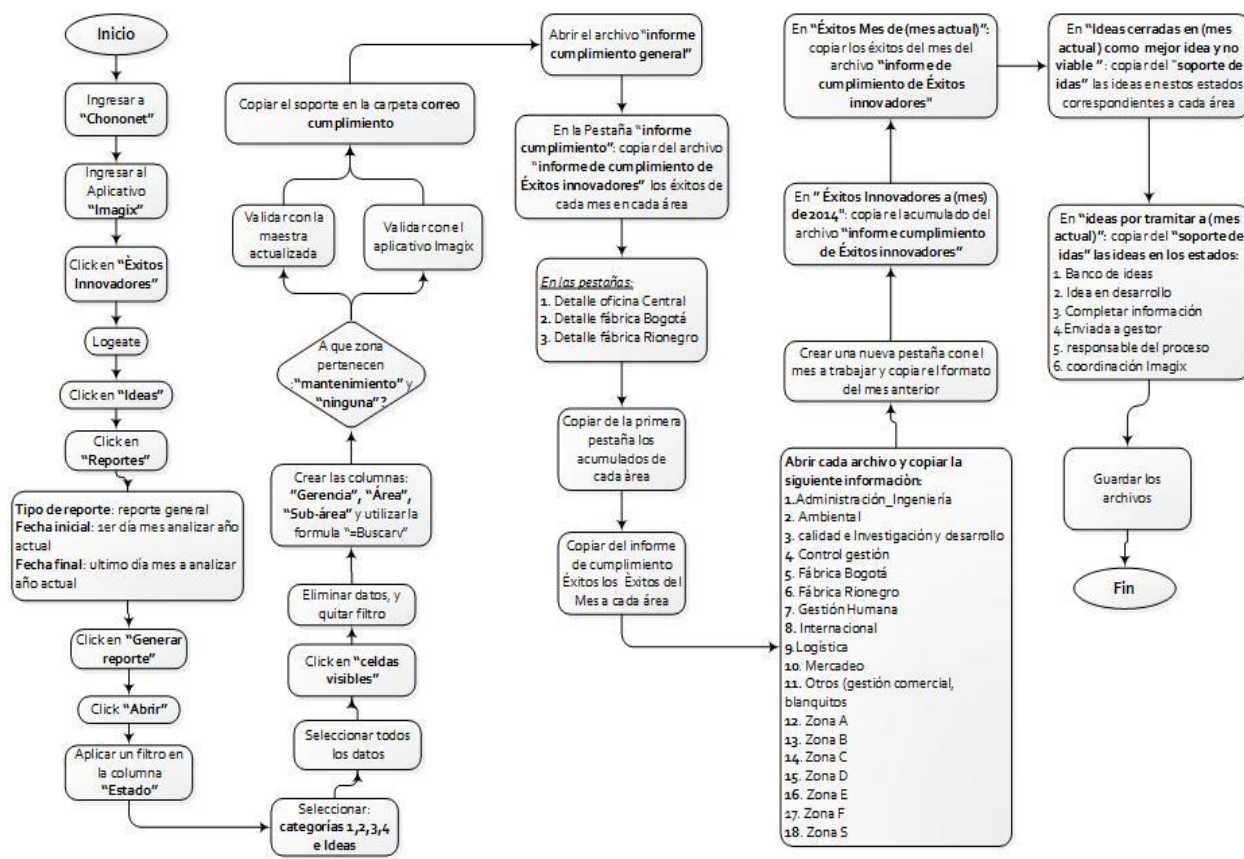 Inicio
Ingresar a
“Chononet”
Ingresar al
Aplicativo
“Imagix”
Click en “Èxitos
Innovadores”
Logeate
Click en “Ideas”
Click en
“Reportes”
Tipo de reporte: reporte general
Fecha inicial: 1er día mes analizar año
actual
Fecha final: ultimo día mes a analizar
año actual
Click en “Generar
reporte”
Click “Abrir”
Aplicar un filtro en
la columna
“Estado”
Seleccionar:
categorías 1,2,3,4
e Ideas
Seleccionar todos
los datos
Click en “celdas
visibles”
Eliminar datos, y
quitar filtro
Crear las columnas:
”Gerencia”, “Área”,
“Sub-área” y utilizar la
formula “=Buscarv”
A que zona
pertenecen
:“mantenimiento” y
“ninguna”?
Validar con la
maestra
actualizada
Validar con el
aplicativo Imagix
Copiar el soporte en la carpeta correo
cumplimiento
Abrir el archivo “informe
cumplimiento general”
En la Pestaña “informe
cumplimiento”: copiar del archivo
“informe de cumplimiento de
Éxitos innovadores” los éxitos de
cada mes en cada área
En las pestañas:
1. Detalle oficina Central
2. Detalle fábrica Bogotá
3. Detalle fábrica Rionegro
Copiar de la primera
pestaña los
acumulados de
cada área
Copiar del informe
de cumplimiento
Éxitos los Èxitos del
Mes a cada área
Abrir cada archivo y copiar la
siguiente informaciòn:
1.Administración_Ingeniería
2. Ambiental
3. calidad e Investigación y desarrollo
4. Control gestión
5. Fábrica Bogotá
6. Fábrica Rionegro
7. Gestión Humana
8. Internacional
9.Logística
10. Mercadeo
11. Otros (gestión comercial,
blanquitos
12. Zona A
13. Zona B
14. Zona C
15. Zona D
16. Zona E
17. Zona F
18. Zona S
Crear una nueva pestaña con el
mes a trabajar y copiar el formato
del mes anterior
En “ Éxitos Innovadores a (mes)
de 2014”: copiar el acumulado del
archivo “informe cumplimiento
de Éxitos innovadores”
En “Éxitos Mes de (mes actual)”:
copiar los éxitos del mes del
archivo “informe de
cumplimiento de Éxitos
innovadores”
En “Ideas cerradas en (mes
actual) como mejor idea y no
viable ”: copiar del “soporte de
idas” las ideas en estos estados
correspondientes a cada área
En “ideas por tramitar a (mes
actual)”: copiar del “soporte de
idas” las ideas en los estados:
1. Banco de ideas
2. Idea en desarrollo
3. Completar información
4.Enviada a gestor
5. responsable del proceso
6. coordinación Imagix
Guardar los
archivos
Fin